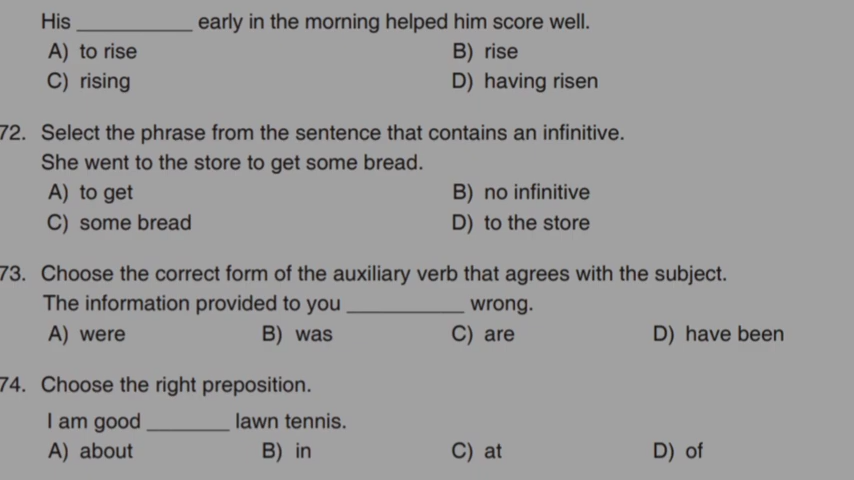 His __________ early in the morning helped him score well.
A) to rise B) rise
C) rising D) having risen
72. Select the phrase from the sentence that contains an infinitive.
She went to the store to get some bread.
A) to get B) no infinitive
C) some bread D) to the store
73. Choose the correct form of the auxiliary verb that agrees with the subject.
The information provided to you __________ wrong.
A) were B) was C) are D) have been
74. Choose the right preposition.
I am good _______ lawn tennis.
A) about B) in C) at D) of